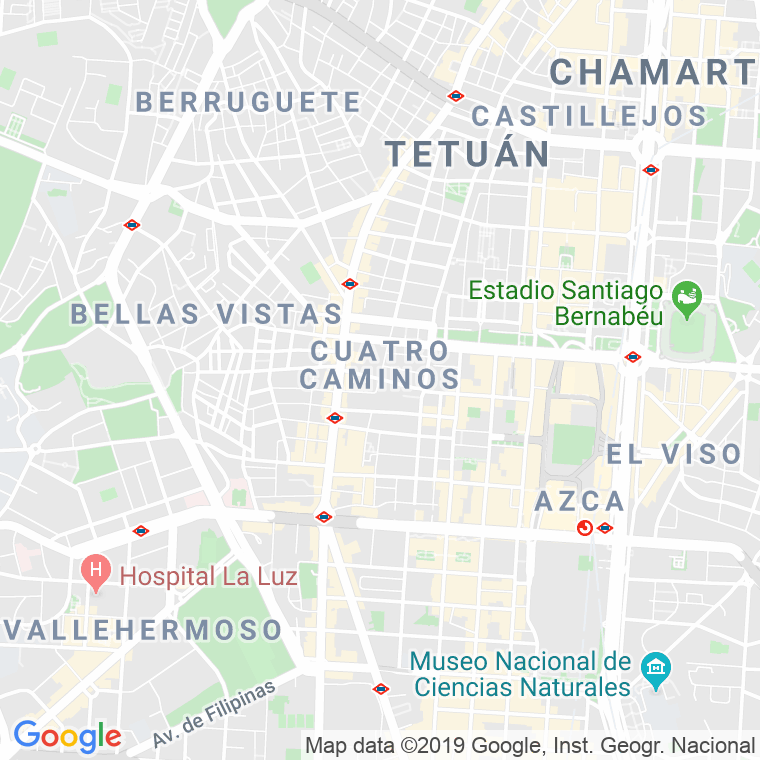 CHAMART
BERRUGUETE
CASTILLEJOS
TETUÁN
Estadio Santiago
Bernabéu
BELLAS VISTAS
CUATRO
CAMINOS
EL VISO
AZCA
H
Hospital La Luz
VALLEHERMOSO
Museo Nacional de
Ciencias Naturales
Av. de Filipinas
Google
Map data ©2019 Google, Inst. Geogr. Nacional